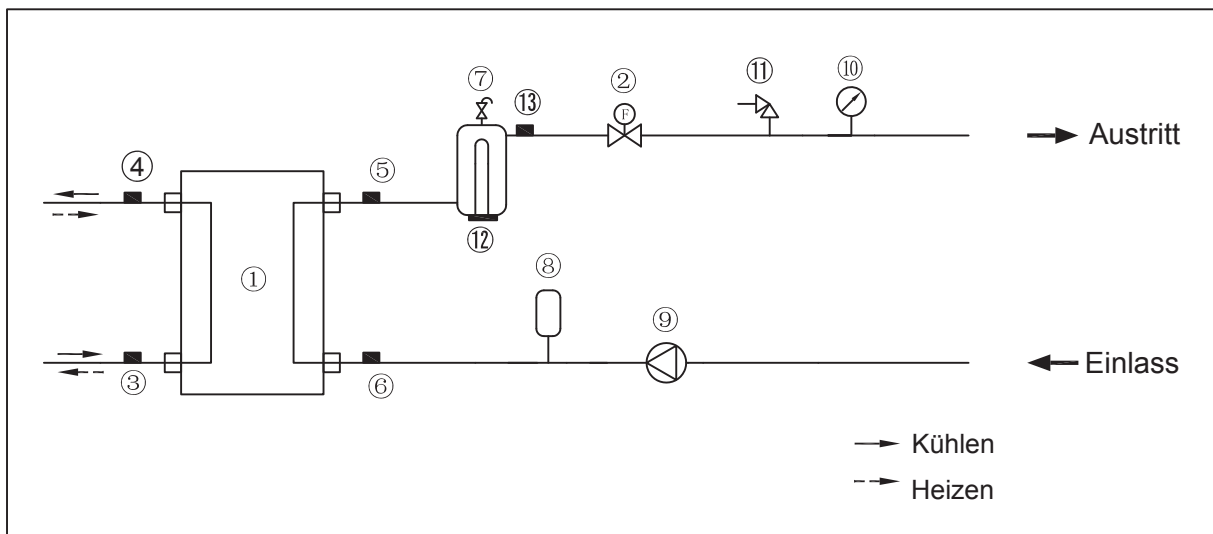 ⑦
⑬
②
⑪
⑩
F
Austritt
④
⑤
⑫
①
⑧
⑨
③
⑥
Einlass
Kühlen
Heizen